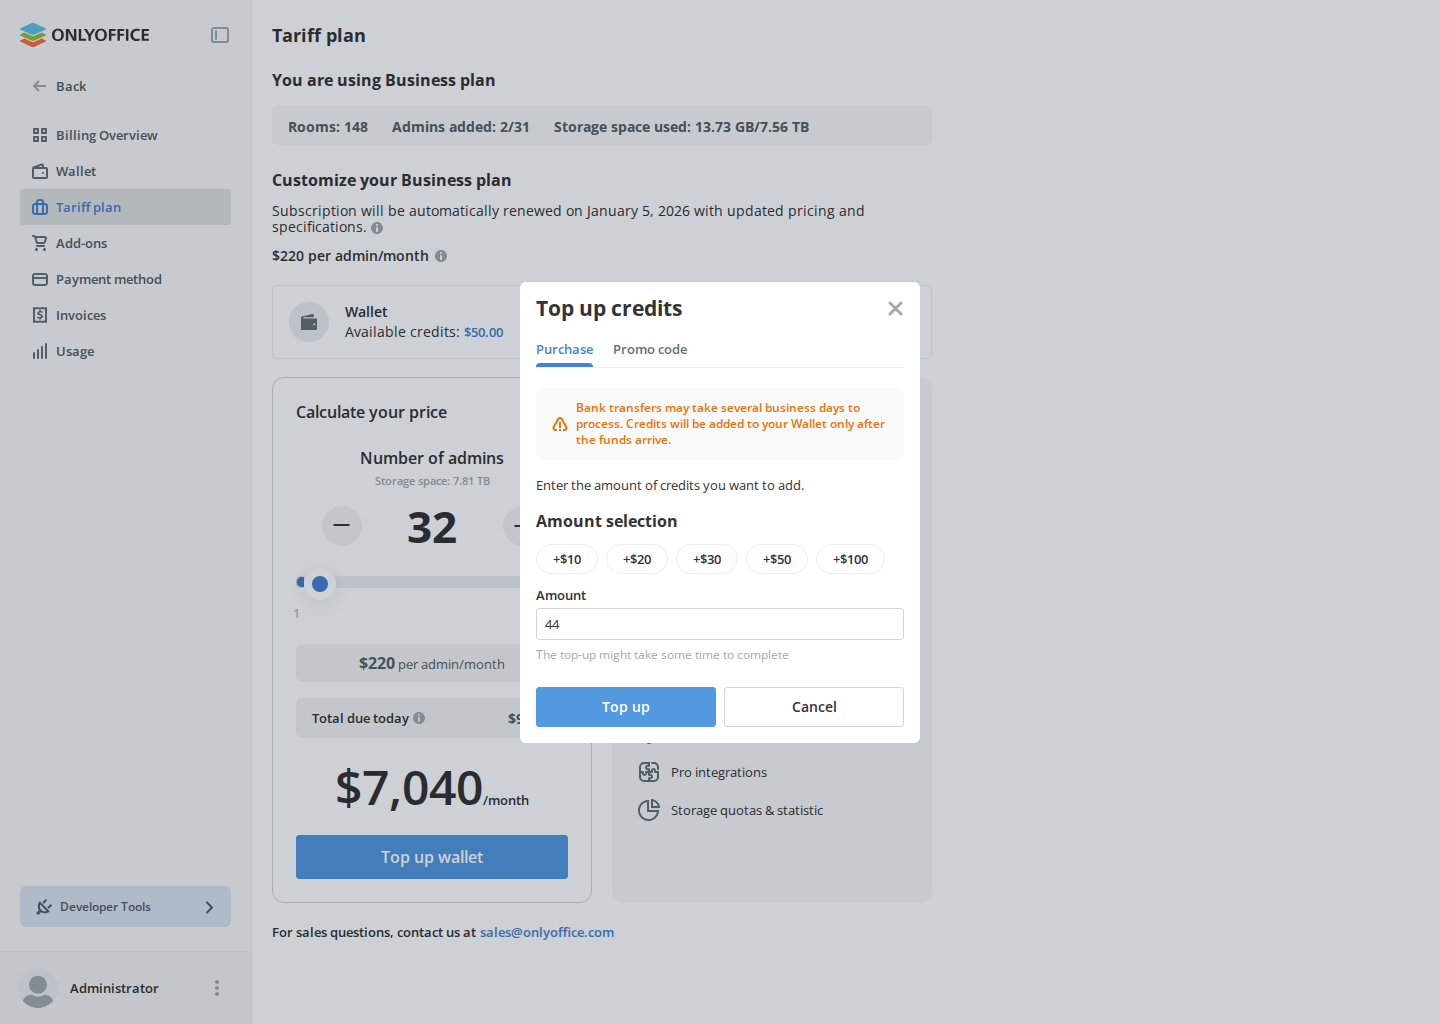 ONLYOFFICE
Back
Billing Overview
Wallet
Tariff plan
Add-ons
Payment method
Invoices
Usage
Developer Tools
Administrator
Tariff plan
You are using Business plan
Rooms: 148 Admins added: 2/31 Storage space used: 13.73 GB/7.56 TB
Customize your Business plan
Subscription will be automatically renewed on January 5, 2026 with updated pricing and
specifications.
$220 per admin/month
Wallet
Available credits: $50.00
Calculate your price
Number of admins
Storage space: 7.81 TB
32
1
$220 per admin/month
Total due today
$7,040/month
Top up wallet
Pro integrations
Storage quotas & statistic
For sales questions, contact us at sales@onlyoffice.com
Top up credits
Purchase Promo code
Bank transfers may take several business days to
process. Credits will be added to your Wallet only after
the funds arrive.
Enter the amount of credits you want to add.
Amount selection
+$10 +$20 +$30 +$50 +$100
Amount
44
The top-up might take some time to complete
Top up Cancel